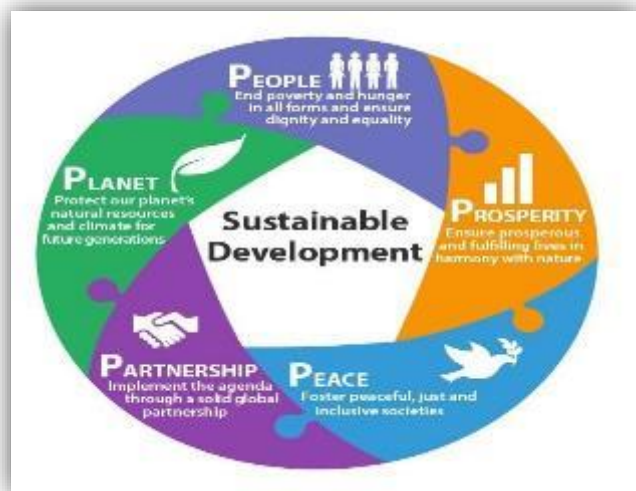 PEOPLE
End poverty and hunger
in all forms and ensure
dignity and equality
PROSPERITY
Ensure prosperous
and fulfilling lives in
harmony with nature
PEACE
Foster peaceful, just and
inclusive societies
PARTNERSHIP
Implement the agenda
through a solid global
partnership
PLANET
Protect our planet's
natural resources
and climate for
future generations
Sustainable
Development